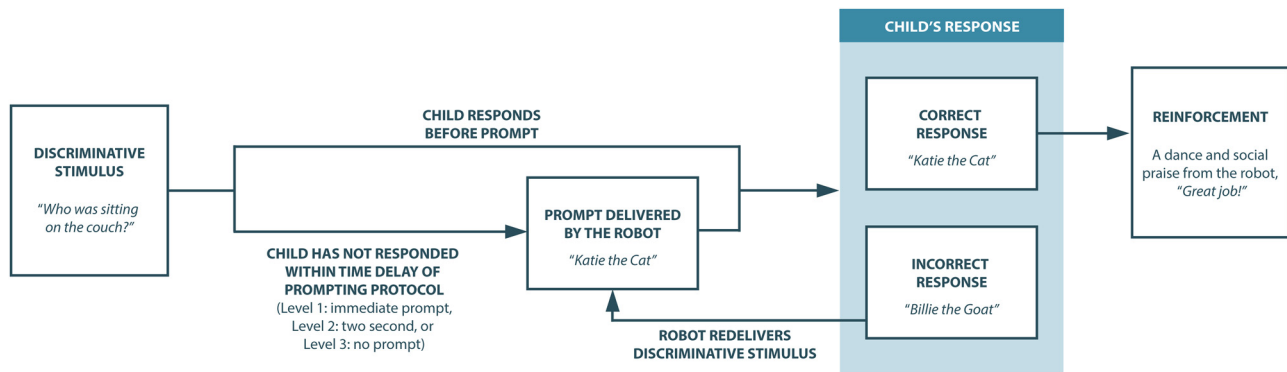 DISCRIMINATIVE
STIMULUS
“Who was sitting
on the couch?”
CHILD RESPONDS
BEFORE PROMPT
CHILD HAS NOT RESPONDED
WITHIN TIME DELAY OF
PROMPTING PROTOCOL
(Level 1: immediate prompt,
Level 2: two second, or
Level 3: no prompt)
PROMPT DELIVERED
BY THE ROBOT
“Katie the Cat”
CHILD’S RESPONSE
CORRECT
RESPONSE
“Katie the Cat”
INCORRECT
RESPONSE
“Billie the Goat”
ROBOT REDELIVERS
DISCRIMINATIVE STIMULUS
REINFORCEMENT
A dance and social
praise from the robot,
“Great job!”